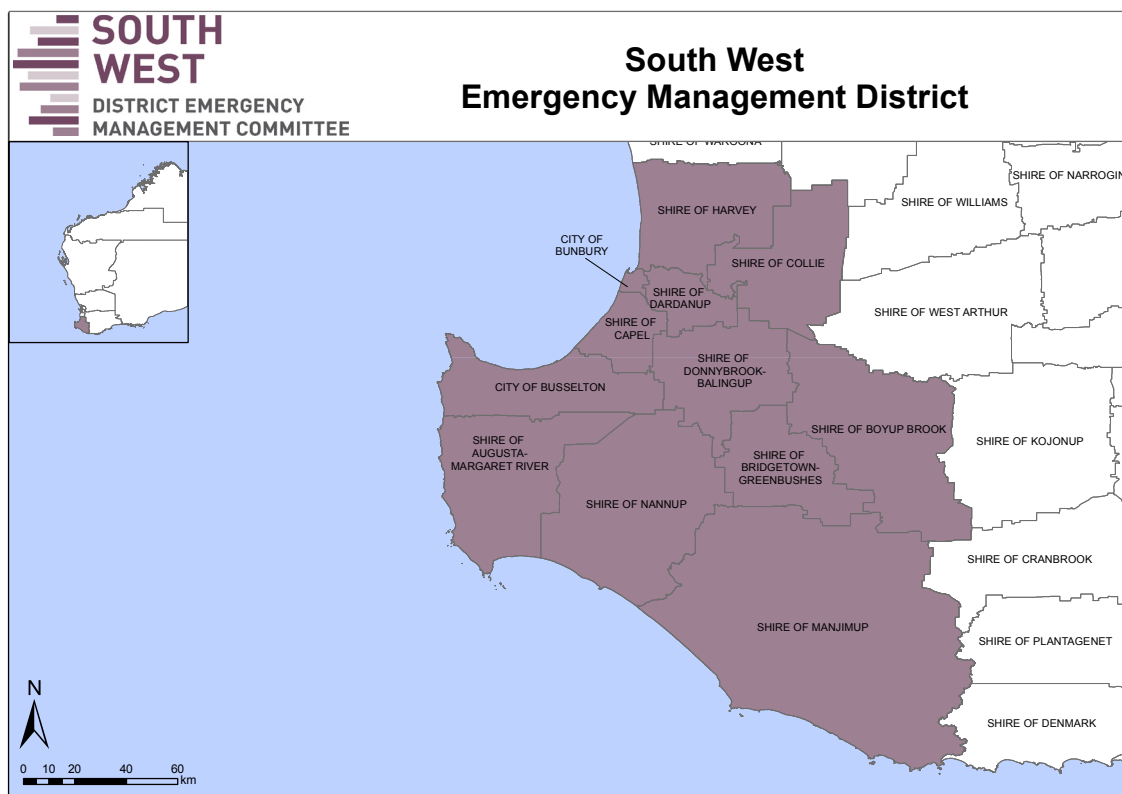 SOUTH
WEST
DISTRICT EMERGENCY
MANAGEMENT COMMITTEE
South West
Emergency Management District
SHIRE OF WAROONA
SHIRE OF NARROGIN
SHIRE OF WILLIAMS
SHIRE OF HARVEY
CITY OF
BUNBURY
SHIRE OF COLLIE
SHIRE OF
DARDANUP
SHIRE OF WEST ARTHUR
SHIRE OF
CAPEL
SHIRE OF
DONNYBROOK-
BALINGUP
CITY OF BUSSELTON
SHIRE OF BOYUP BROOK
SHIRE OF KOJONUP
SHIRE OF
AUGUSTA-
MARGARET RIVER
SHIRE OF
BRIDGETOWN-
GREENBUSHES
SHIRE OF NANNUP
SHIRE OF CRANBROOK
SHIRE OF MANJIMUP
SHIRE OF PLANTAGENET
SHIRE OF DENMARK
N
0 10 20 40 60
km